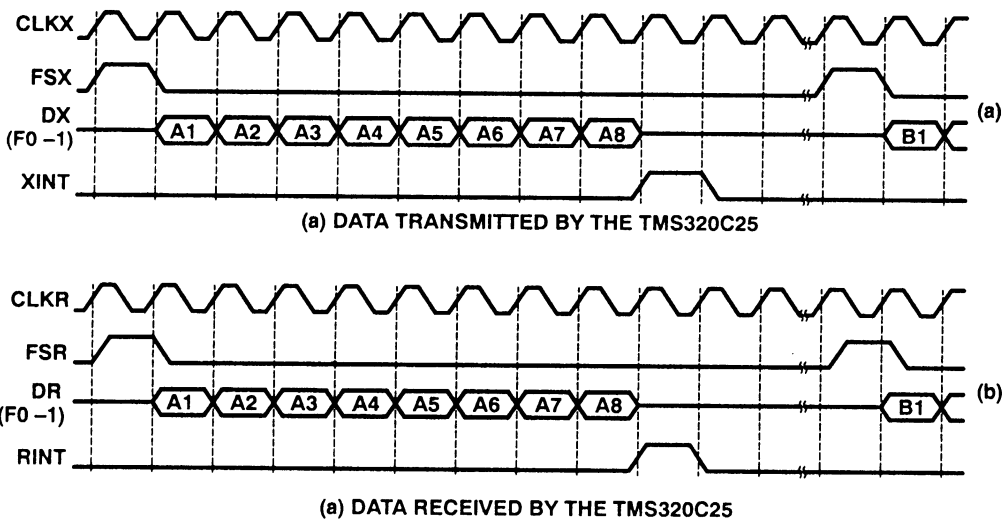 CLKX
FSX
DX
(F0 –1)
A1 A2 A3 A4 A5 A6 A7 A8 B1
(a)
XINT
(a) DATA TRANSMITTED BY THE TMS320C25
CLKR
FSR
DR
(F0 –1)
A1 A2 A3 A4 A5 A6 A7 A8 B1
(b)
RINT
(a) DATA RECEIVED BY THE TMS320C25